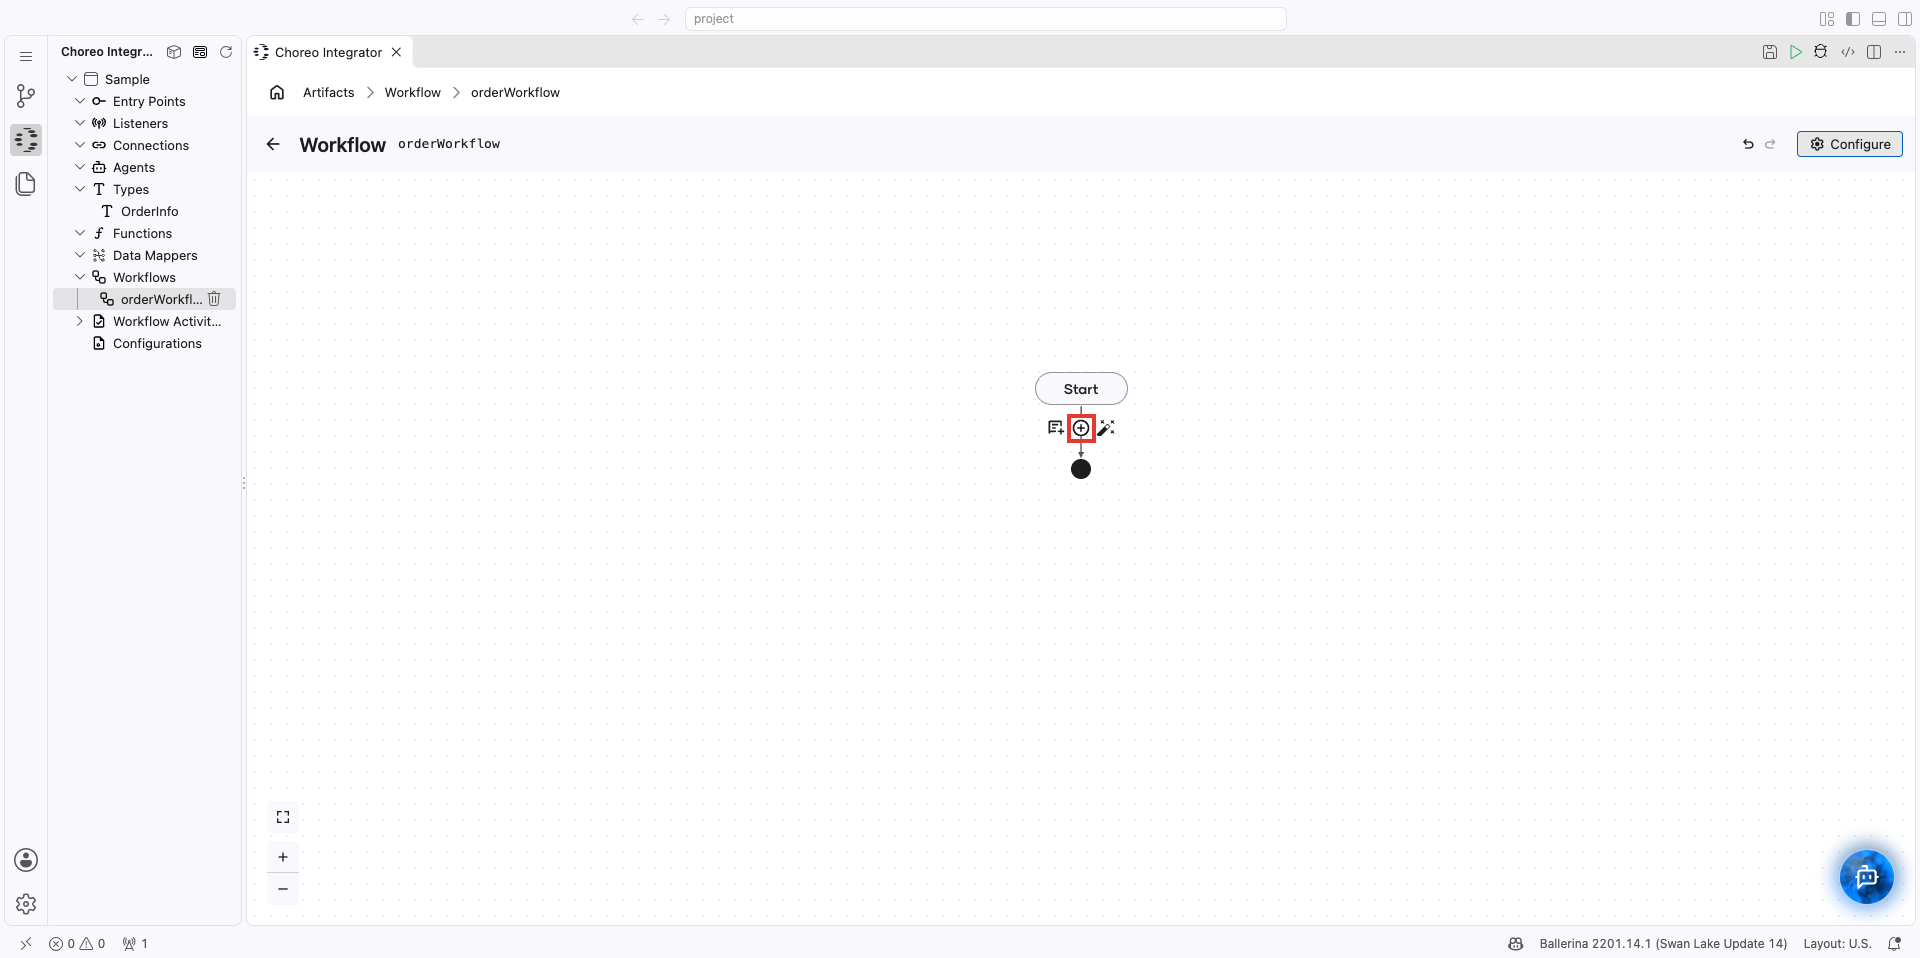 project
Choreo Integr...
Sample
Entry Points
Listeners
Connections
Agents
Types
OrderInfo
Functions
Data Mappers
Workflows
orderWorkfl...
Workflow Activit...
Configurations
Choreo Integrator
Artifacts
Workflow
orderWorkflow
Workflow orderWorkflow
Configure
Start
0 0 1
Ballerina 2201.14.1 (Swan Lake Update 14)
Layout: U.S.